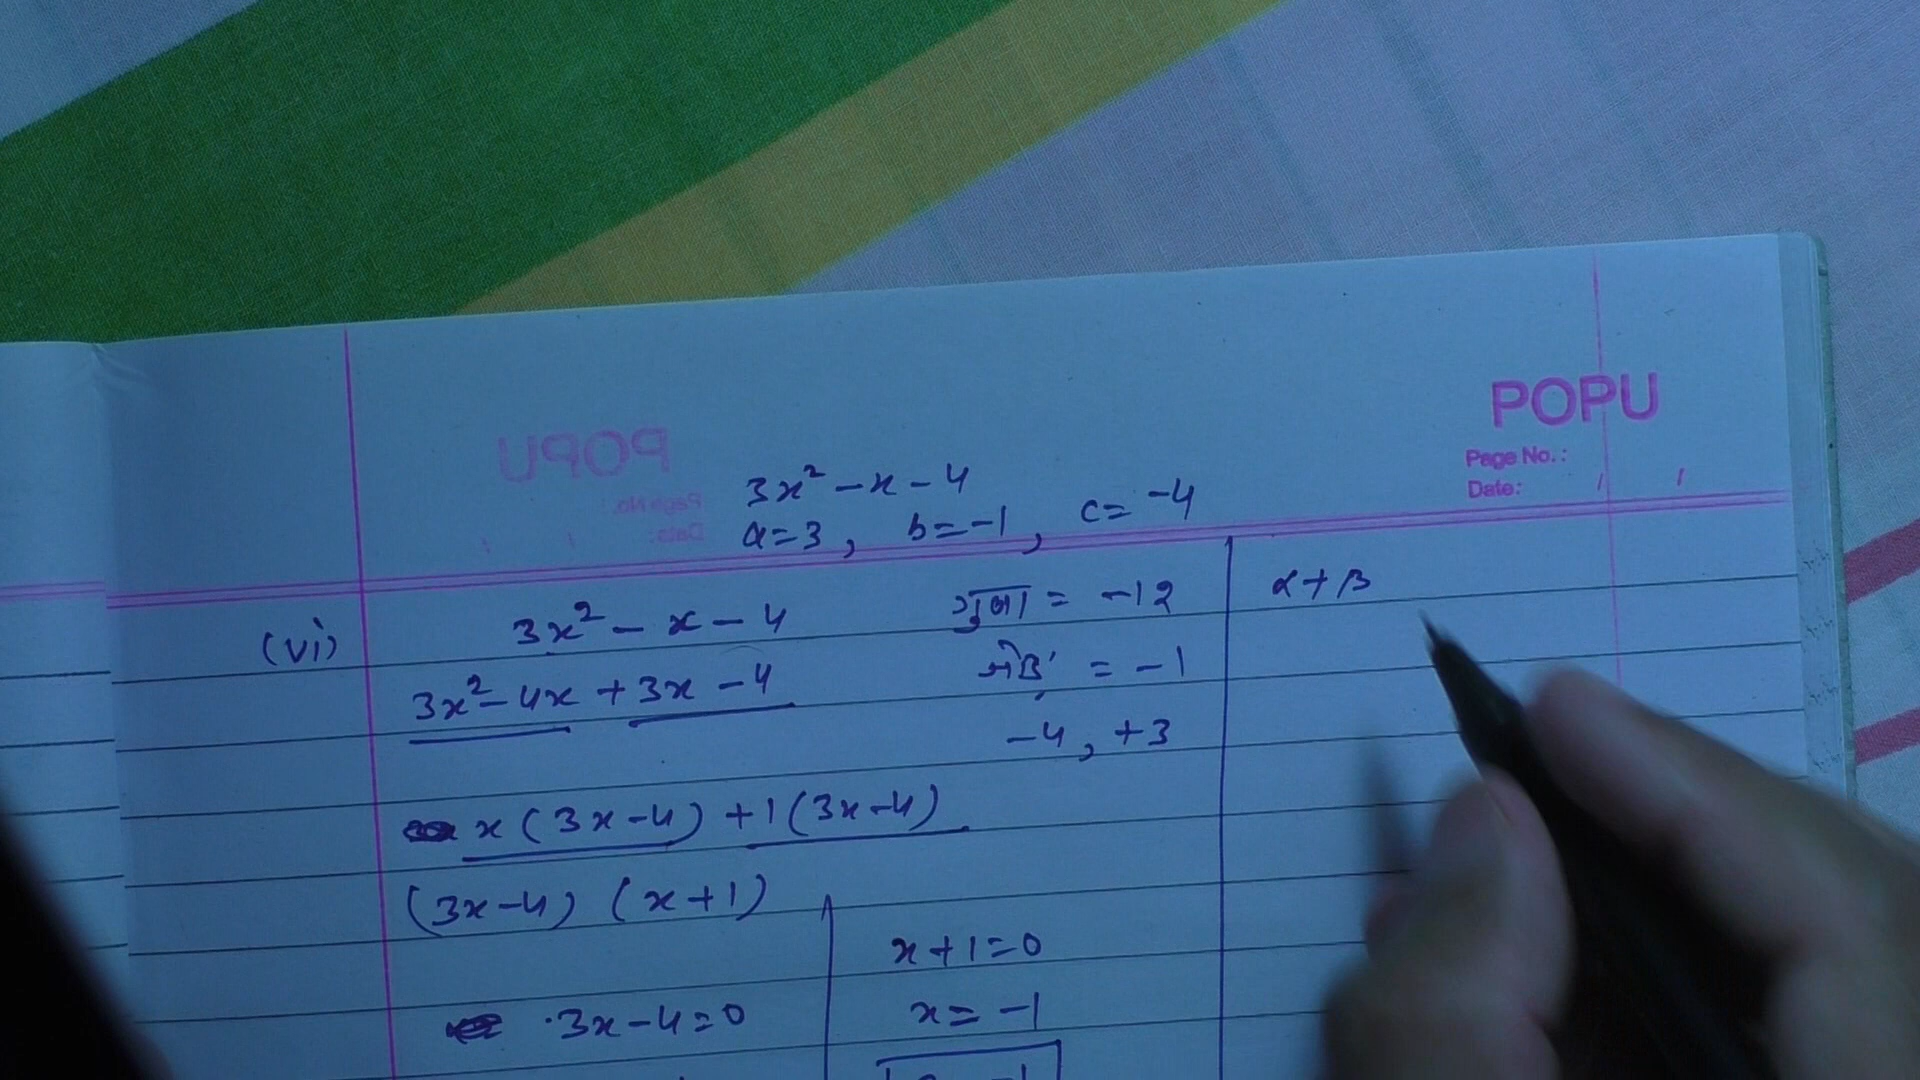 POPU
Page No.:
Date:
3x² - x - 4
a=3, b=-1, c=-4
(vi) 3x² - x - 4
3x² - 4x + 3x - 4
x(3x-4) + 1(3x-4)
(3x-4) (x+1)
3x-4=0
x+1=0
x=-1
= -12
= -1
-4, +3
α+β